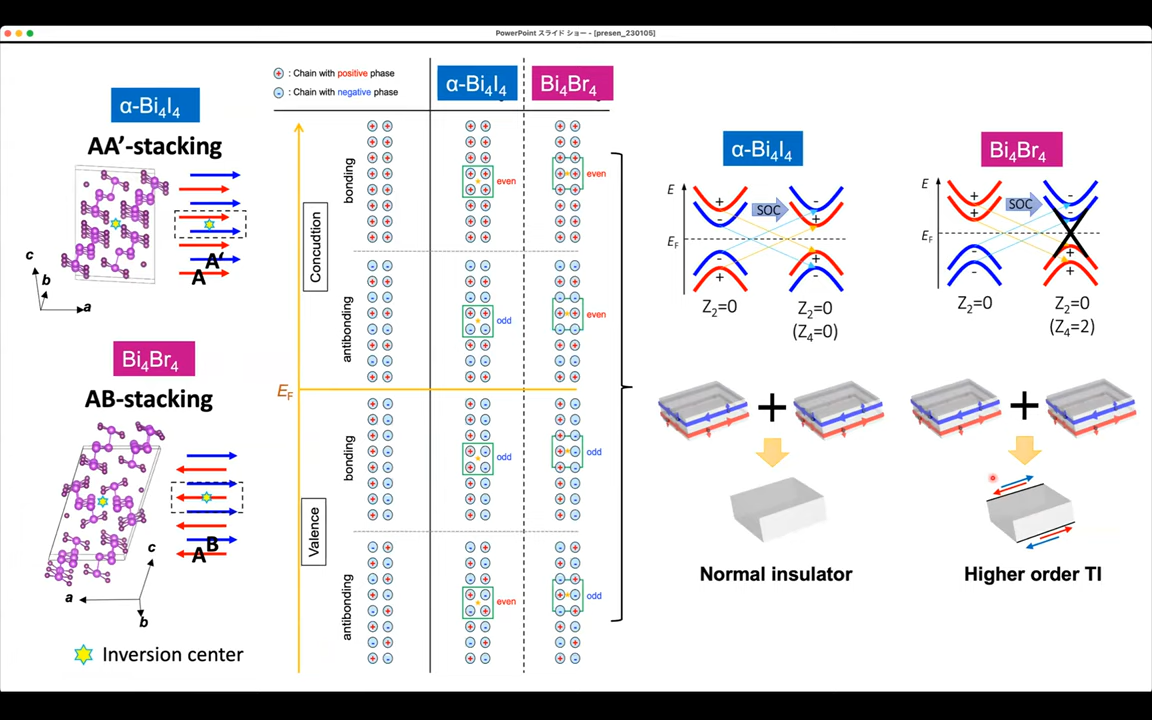 PowerPoint スライド ショー - [presen_230105]
α-Bi4I4
AA’-stacking
A
A‘
c
b
a
Bi4Br4
AB-stacking
A
B
c
a
b
Inversion center
+ : Chain with positive phase
- : Chain with negative phase
α-Bi4I4
Bi4Br4
Concudtion
bonding
even
even
antibonding
odd
even
EF
Valence
bonding
odd
odd
antibonding
even
odd
α-Bi4I4
E
EF
SOC
+
-
-
+
-
+
+
-
Z2=0
Z2=0
(Z4=0)
+
Normal insulator
Bi4Br4
E
EF
SOC
+
+
-
-
-
-
+
+
Z2=0
Z2=0
(Z4=2)
+
Higher order TI